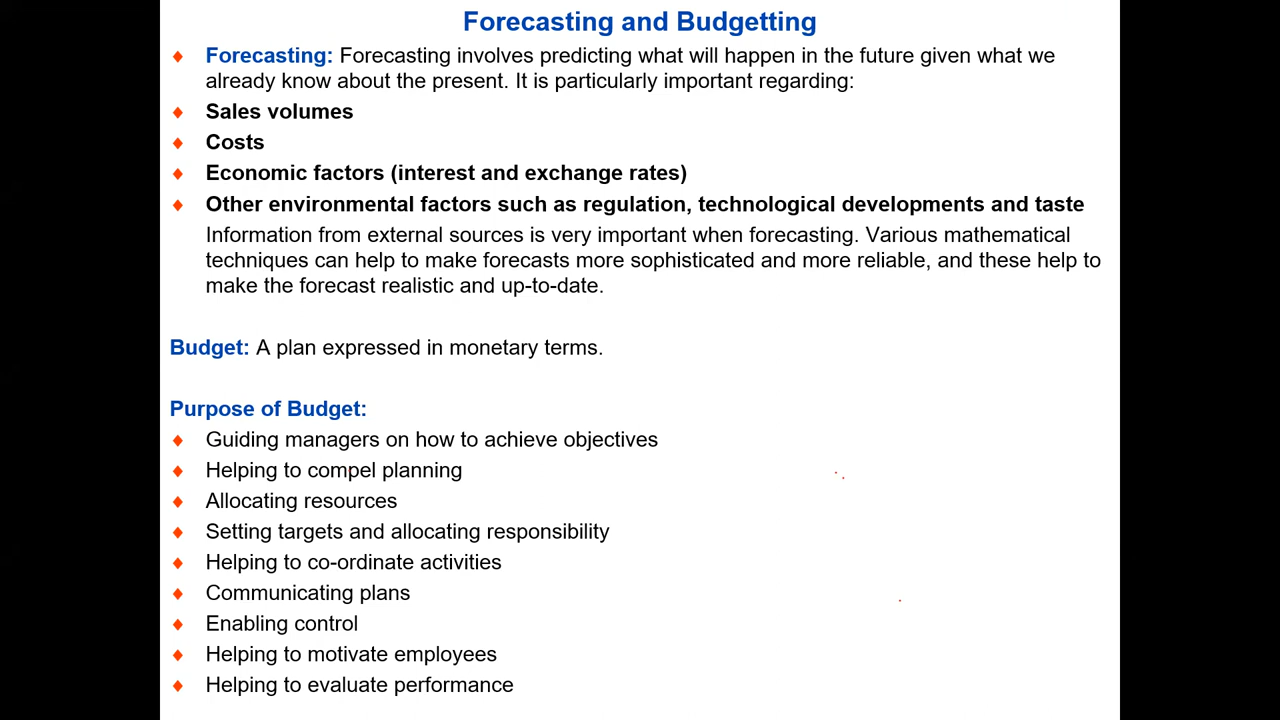 Forecasting and Budgetting
Forecasting: Forecasting involves predicting what will happen in the future given what we
already know about the present. It is particularly important regarding:
Sales volumes
Costs
Economic factors (interest and exchange rates)
Other environmental factors such as regulation, technological developments and taste
Information from external sources is very important when forecasting. Various mathematical
techniques can help to make forecasts more sophisticated and more reliable, and these help to
make the forecast realistic and up-to-date.
Budget: A plan expressed in monetary terms.
Purpose of Budget:
Guiding managers on how to achieve objectives
Helping to compel planning
Allocating resources
Setting targets and allocating responsibility
Helping to co-ordinate activities
Communicating plans
Enabling control
Helping to motivate employees
Helping to evaluate performance